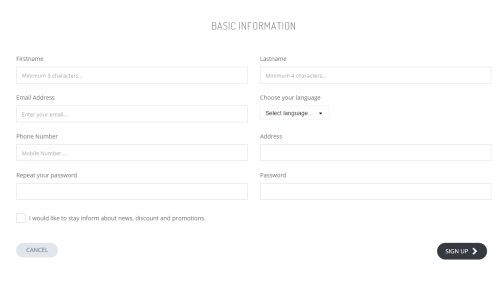 BASIC INFORMATION
Firstname
Lastname
Minimum 3 characters...
Minimum 4 characters...
Email Address
Choose your language
Enter your email...
Select language...
Phone Number
Address
Mobile Number...
Repeat your password
Password
I would like to stay inform about news, discount and promotions.
CANCEL
SIGN UP